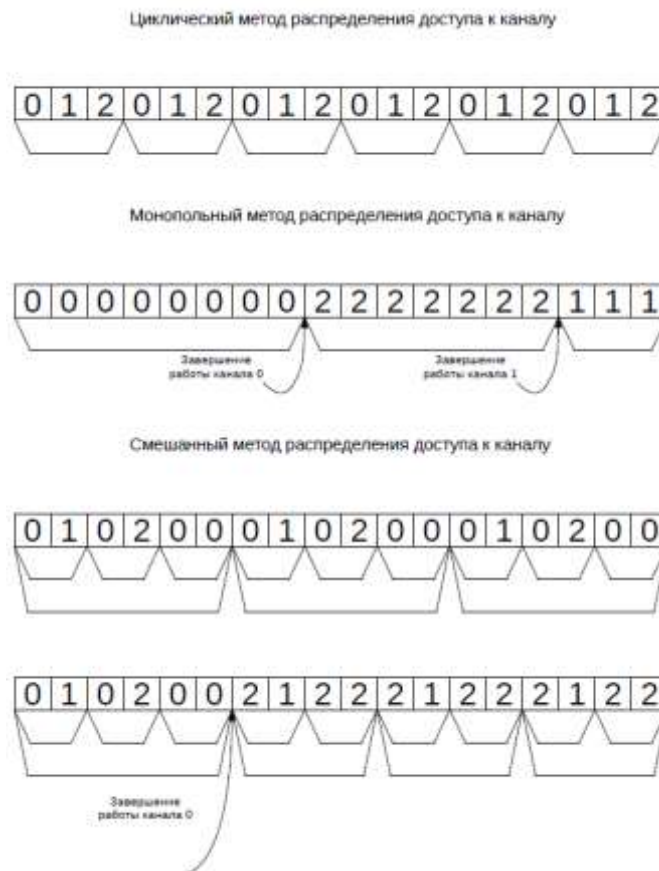 Циклический метод распределения доступа к каналу
0 1 2 0 1 2 0 1 2 0 1 2 0 1 2 0 1 2
Монопольный метод распределения доступа к каналу
0 0 0 0 0 0 0 0 2 2 2 2 2 2 2 1 1 1
Завершение
работы канала 0
Завершение
работы канала 1
Смешанный метод распределения доступа к каналу
0 1 0 2 0 0 0 1 0 2 0 0 0 1 0 2 0 0
0 1 0 2 0 0 2 1 2 2 2 1 2 2 2 1 2 2
Завершение
работы канала 0